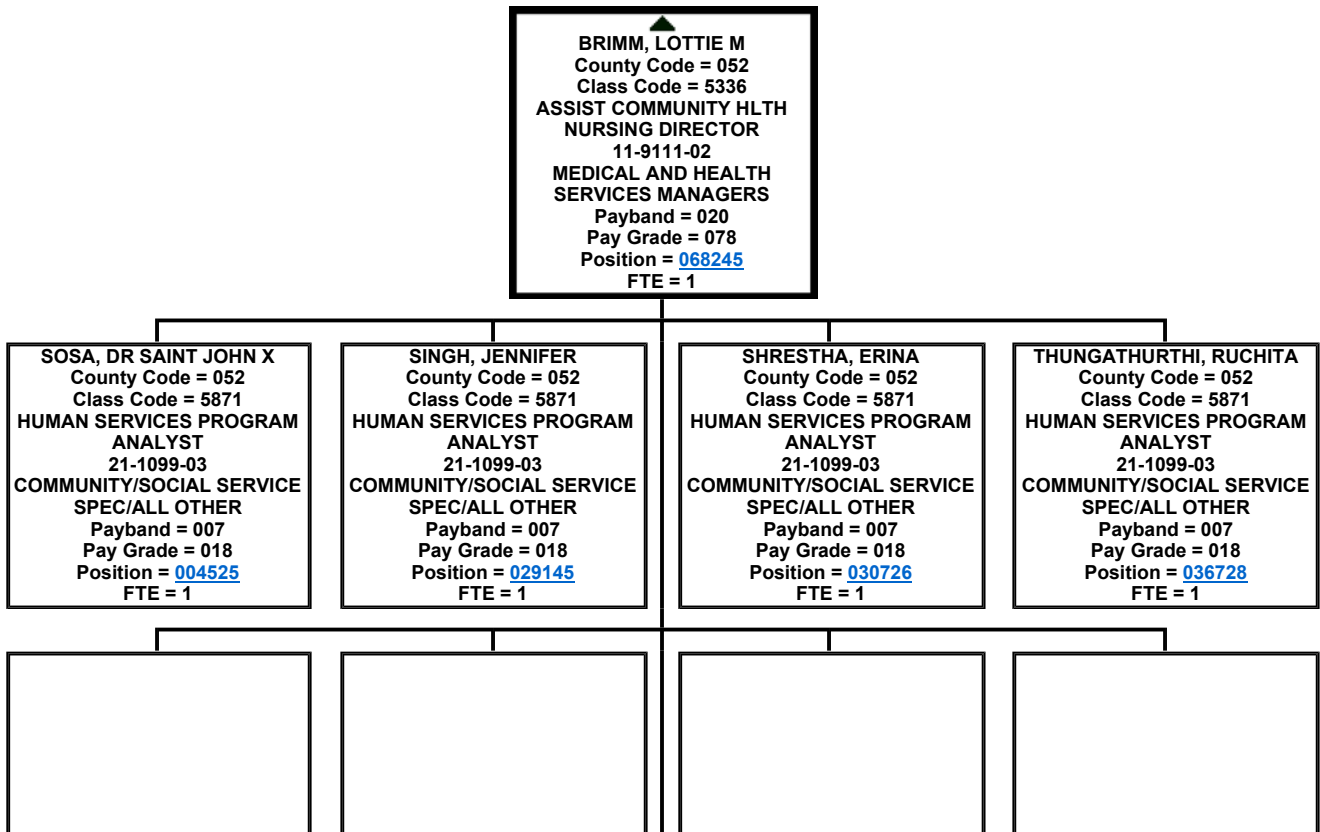 BRIMM, LOTTIE M
County Code = 052
Class Code = 5336
ASSIST COMMUNITY HLTH
NURSING DIRECTOR
11-9111-02
MEDICAL AND HEALTH
SERVICES MANAGERS
Payband = 020
Pay Grade = 078
Position = 068245
FTE = 1
SOSA, DR SAINT JOHN X
County Code = 052
Class Code = 5871
HUMAN SERVICES PROGRAM
ANALYST
21-1099-03
COMMUNITY/SOCIAL SERVICE
SPEC/ALL OTHER
Payband = 007
Pay Grade = 018
Position = 004525
FTE = 1
SINGH, JENNIFER
County Code = 052
Class Code = 5871
HUMAN SERVICES PROGRAM
ANALYST
21-1099-03
COMMUNITY/SOCIAL SERVICE
SPEC/ALL OTHER
Payband = 007
Pay Grade = 018
Position = 029145
FTE = 1
SHRESTHA, ERINA
County Code = 052
Class Code = 5871
HUMAN SERVICES PROGRAM
ANALYST
21-1099-03
COMMUNITY/SOCIAL SERVICE
SPEC/ALL OTHER
Payband = 007
Pay Grade = 018
Position = 030726
FTE = 1
THUNGATHURTHI, RUCHITA
County Code = 052
Class Code = 5871
HUMAN SERVICES PROGRAM
ANALYST
21-1099-03
COMMUNITY/SOCIAL SERVICE
SPEC/ALL OTHER
Payband = 007
Pay Grade = 018
Position = 036728
FTE = 1